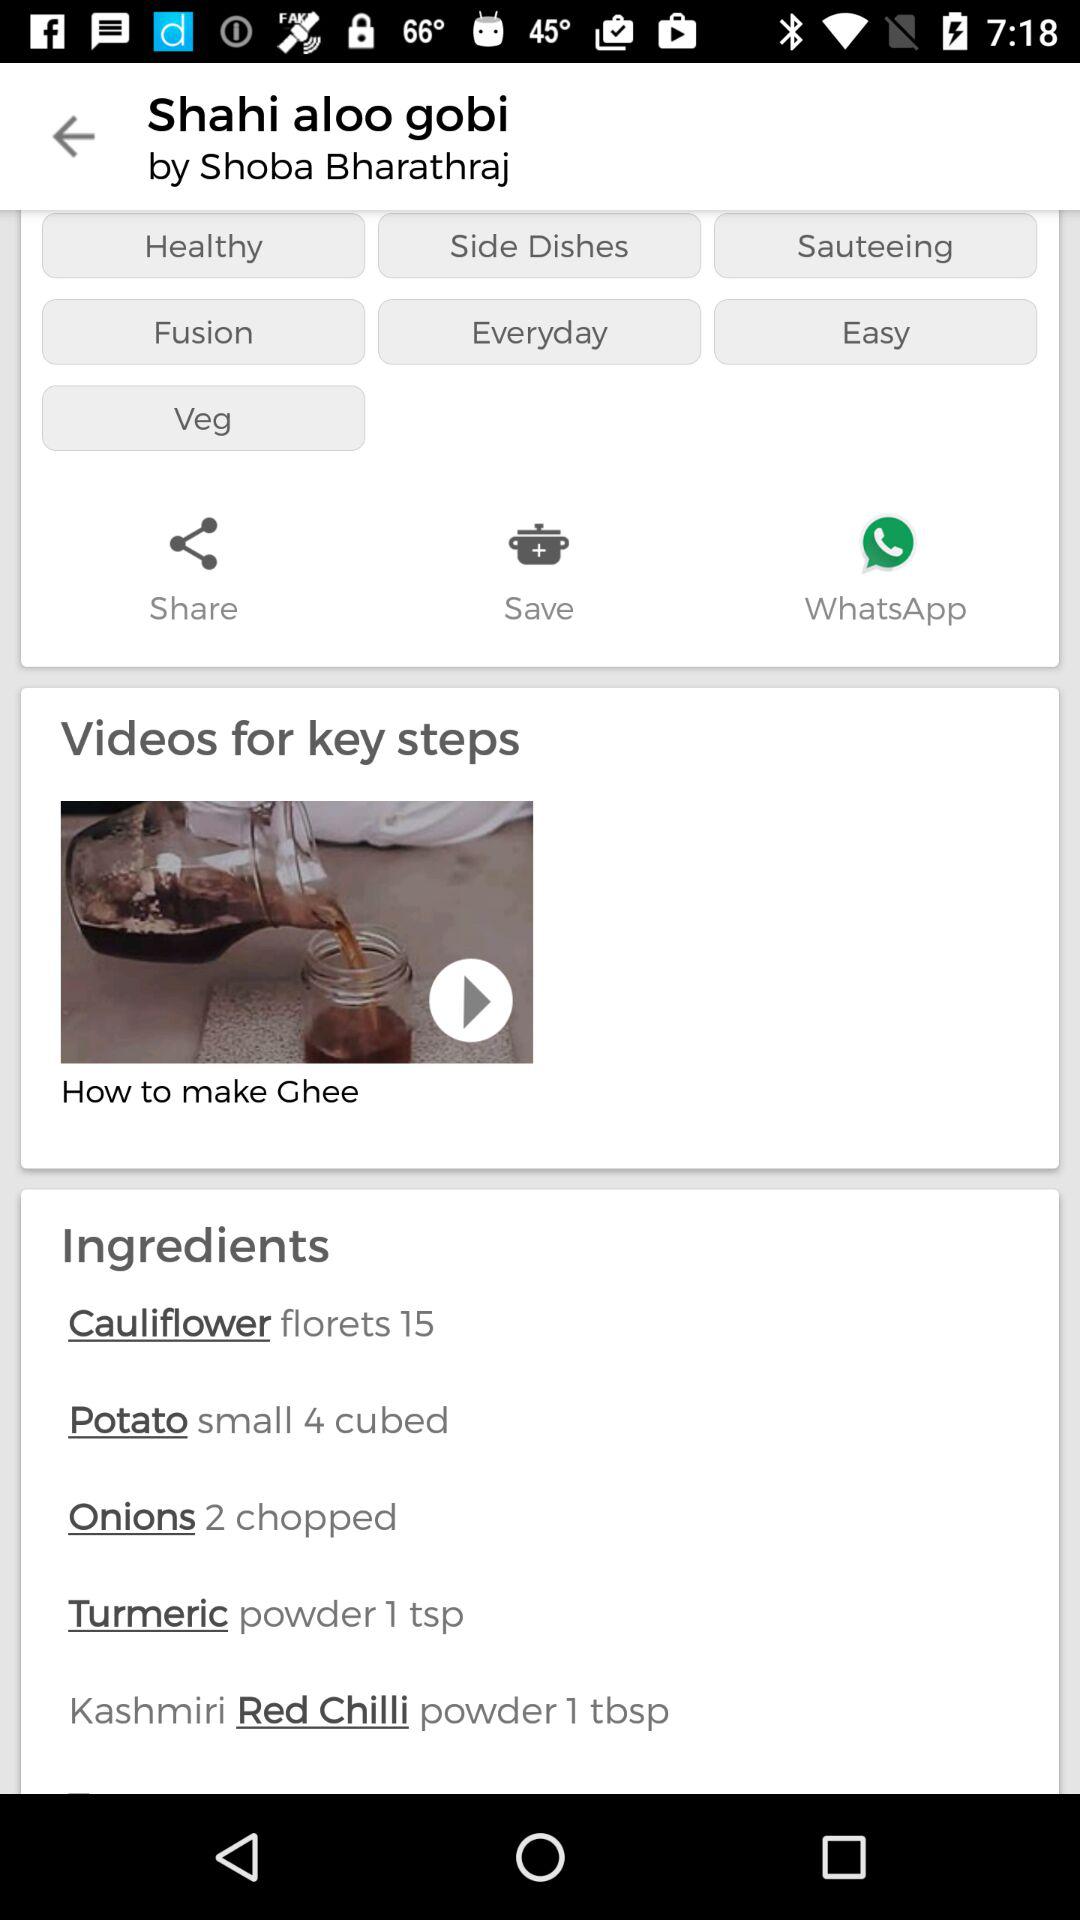 FAKE 66° 45° 7:18
Shahi aloo gobi
by Shoba Bharathraj
Healthy Side Dishes Sauteeing
Fusion Everyday Easy
Veg
Share Save WhatsApp
Videos for key steps
How to make Ghee
Ingredients
Cauliflower florets 15
Potato small 4 cubed
Onions 2 chopped
Turmeric powder 1 tsp
Kashmiri Red Chilli powder 1 tbsp